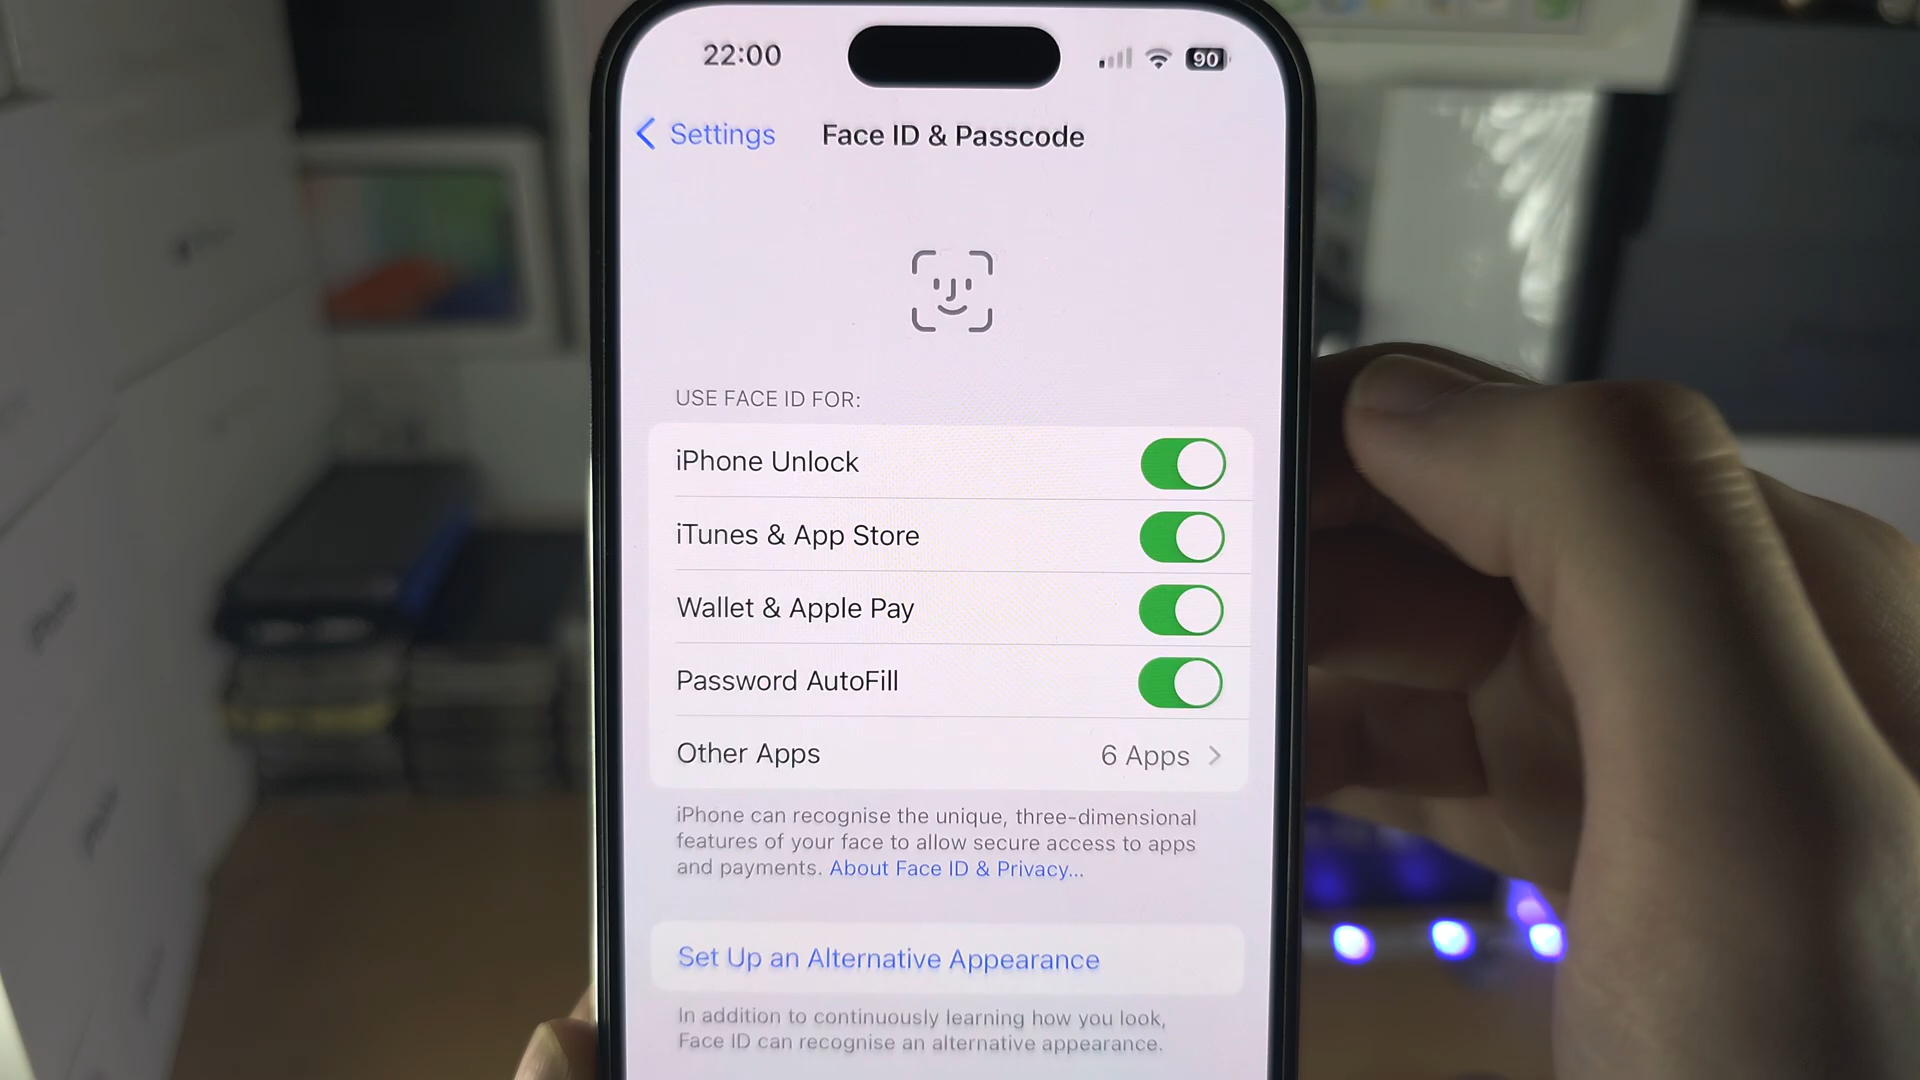 22:00
90
Settings
Face ID & Passcode
USE FACE ID FOR:
iPhone Unlock
iTunes & App Store
Wallet & Apple Pay
Password AutoFill
Other Apps
6 Apps
iPhone can recognise the unique, three-dimensional
features of your face to allow secure access to apps
and payments. About Face ID & Privacy...
Set Up an Alternative Appearance
In addition to continuously learning how you look,
Face ID can recognise an alternative appearance.